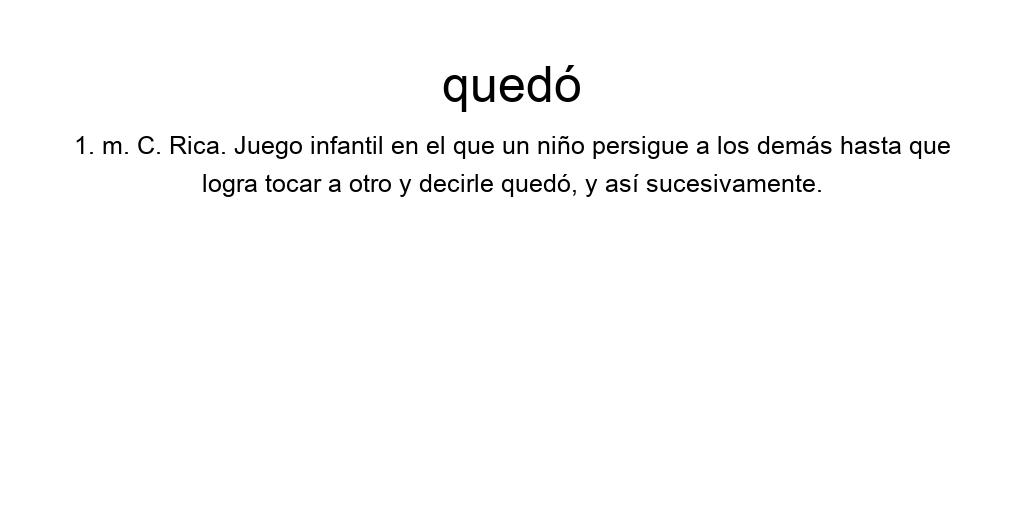 quedó
1. m. C. Rica. Juego infantil en el que un niño persigue a los demás hasta que
logra tocar a otro y decirle quedó, y así sucesivamente.